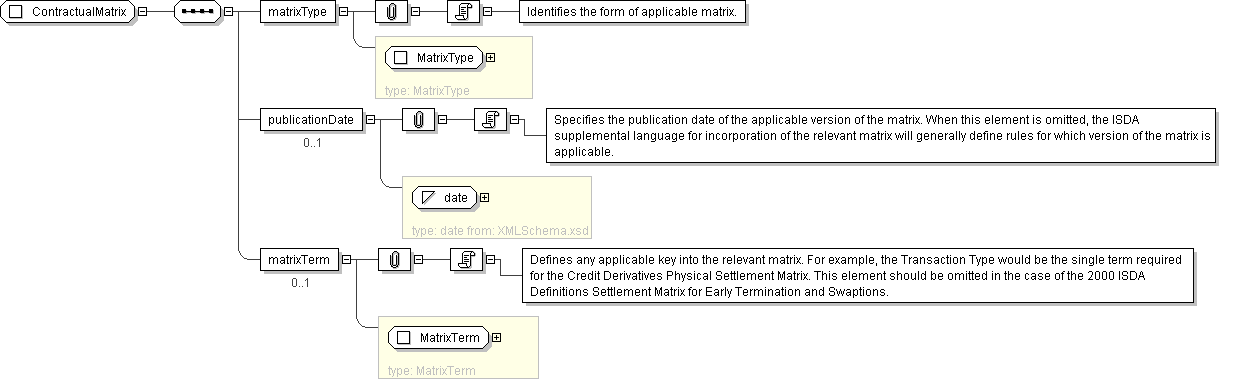 ContractualMatrix
matrixType
Identifies the form of applicable matrix.
MatrixType
type: MatrixType
publicationDate
0..1
Specifies the publication date of the applicable version of the matrix. When this element is omitted, the ISDA
supplemental language for incorporation of the relevant matrix will generally define rules for which version of the matrix is
applicable.
date
type: date from: XMLSchema.xsd
matrixTerm
0..1
Defines any applicable key into the relevant matrix. For example, the Transaction Type would be the single term required
for the Credit Derivatives Physical Settlement Matrix. This element should be omitted in the case of the 2000 ISDA
Definitions Settlement Matrix for Early Termination and Swaptions.
MatrixTerm
type: MatrixTerm